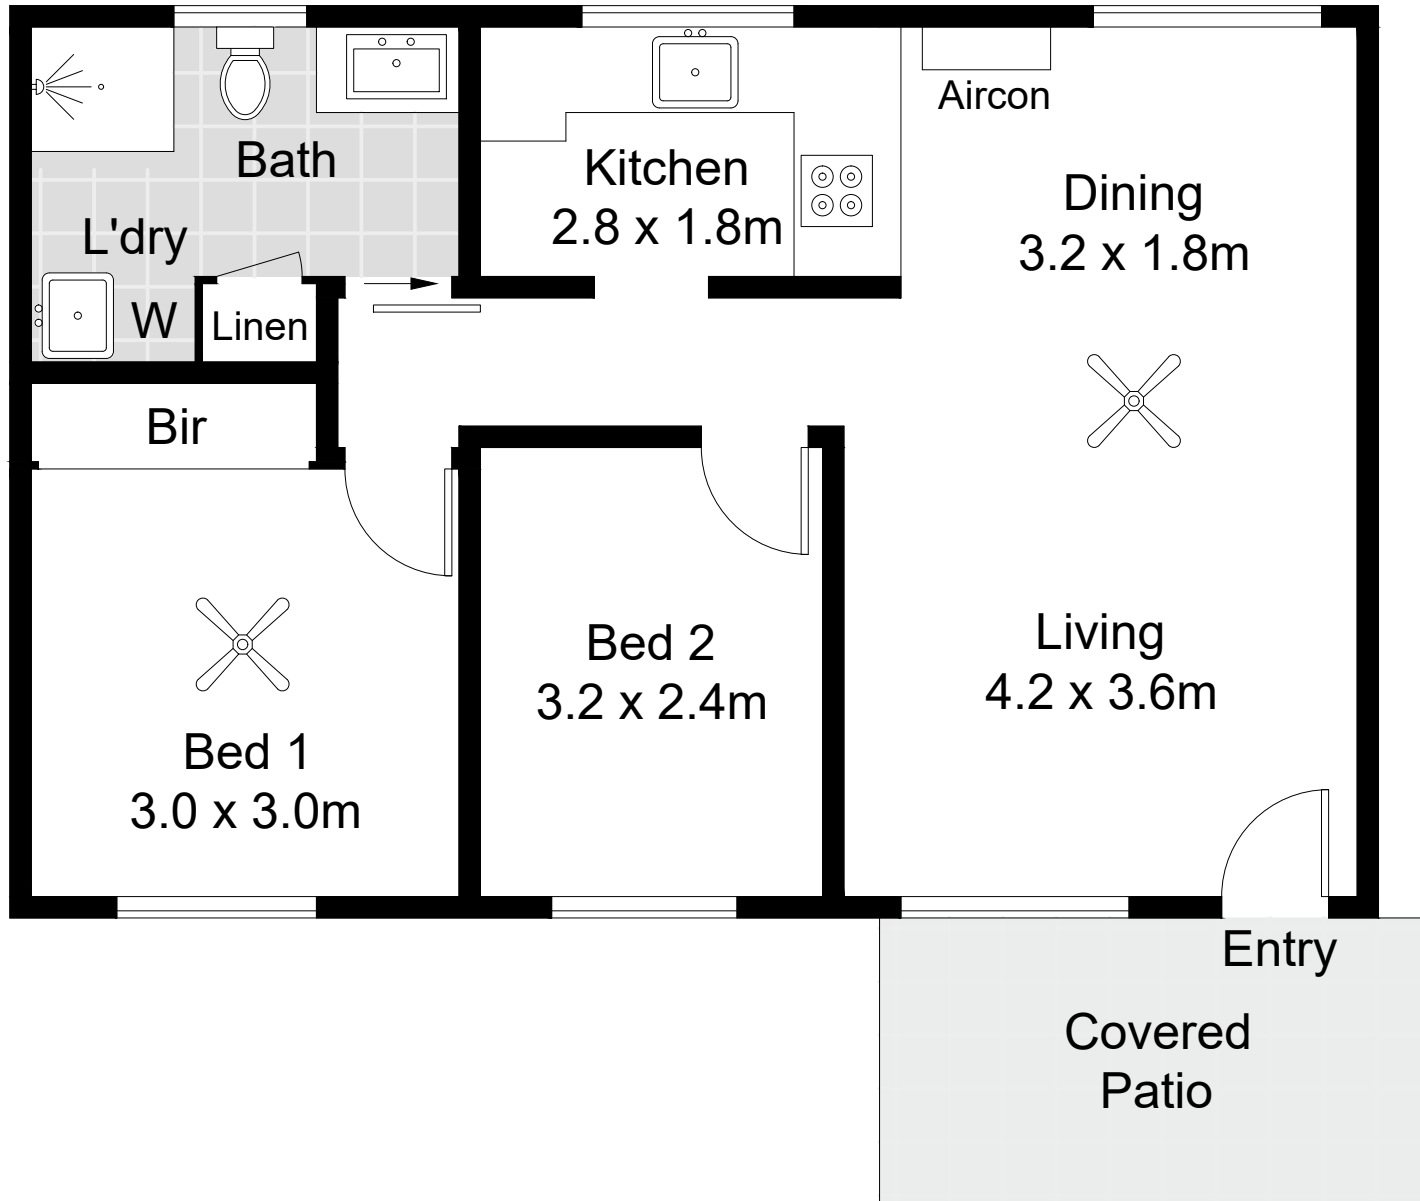 Bath
L'dry
W
Linen
Bir
Kitchen
2.8 x 1.8m
Aircon
Dining
3.2 x 1.8m
Bed 1
3.0 x 3.0m
Bed 2
3.2 x 2.4m
Living
4.2 x 3.6m
Entry
Covered
Patio